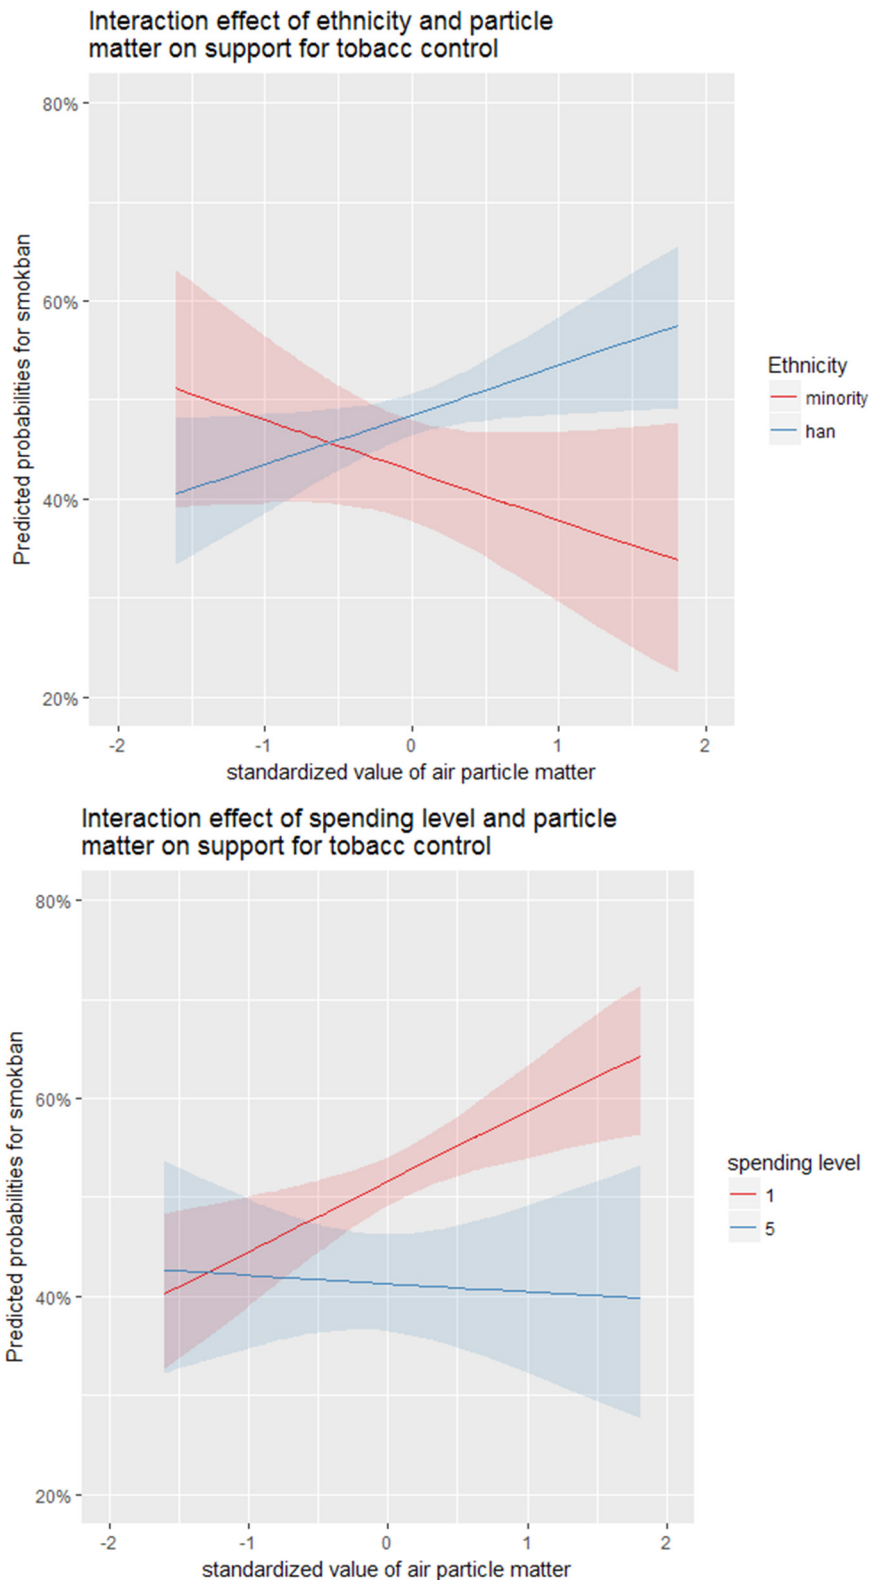 Interaction effect of ethnicity and particle
matter on support for tobacc control
80%
60%
40%
20%
Predicted probabilities for smokban
-2
-1
0
1
2
standardized value of air particle matter
Ethnicity
minority
han
Interaction effect of spending level and particle
matter on support for tobacc control
80%
60%
40%
20%
Predicted probabilities for smokban
-2
-1
0
1
2
standardized value of air particle matter
spending level
1
5